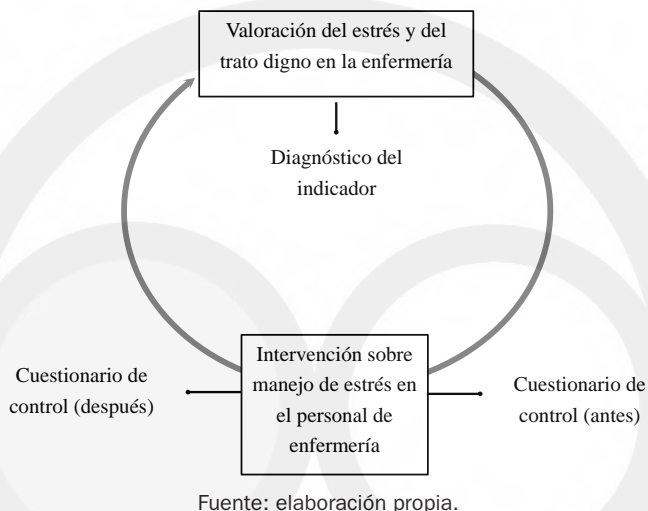 Valoración del estrés y del
trato digno en la enfermería
Diagnóstico del
indicador
Cuestionario de
control (después)
Intervención sobre
manejo de estrés en
el personal de
enfermería
Cuestionario de
control (antes)
Fuente: elaboración propia.